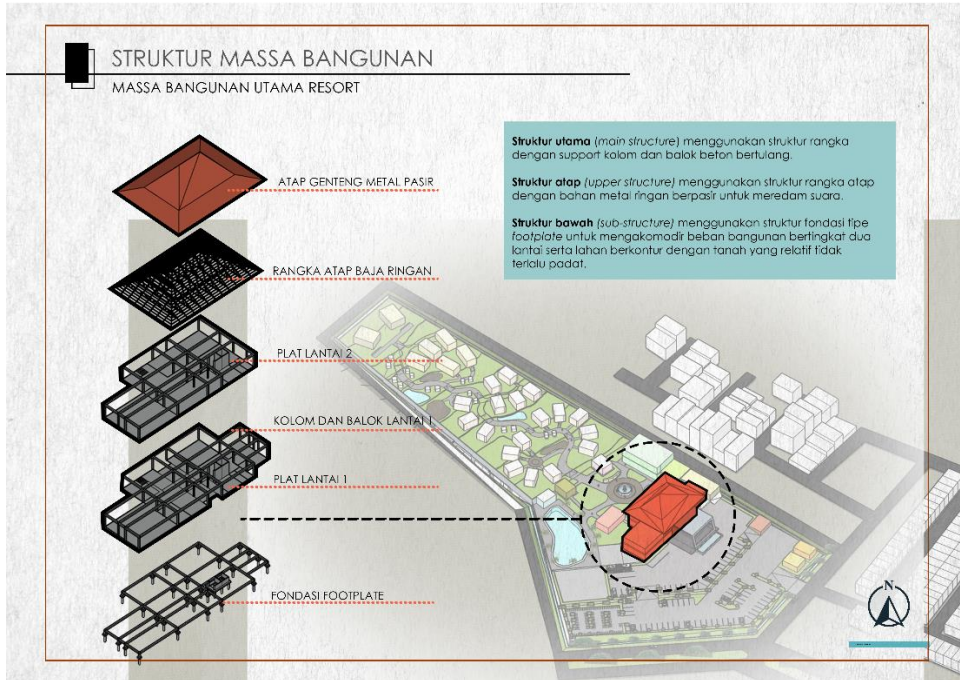 STRUKTUR MASSA BANGUNAN
MASSA BANGUNAN UTAMA RESORT
Struktur utama (main structure) menggunakan struktur rangka
dengan support kolom dan balok beton bertulang.
Struktur atap (upper structure) menggunakan struktur rangka atap
dengan bahan metal ringan berpasir untuk meredam suara.
Struktur bawah (sub-structure) menggunakan struktur fondasi tipe
footplate untuk mengakomodir beban bangunan bertingkat dua
lantai serta lahan berkontur dengan tanah yang relatif tidak
terlalu padat.
ATAP GENTENG METAL PASIR
RANGKA ATAP BAJA RINGAN
PLAT LANTAI 2
KOLOM DAN BALOK LANTAI 1
PLAT LANTAI 1
FONDASI FOOTPLATE
N